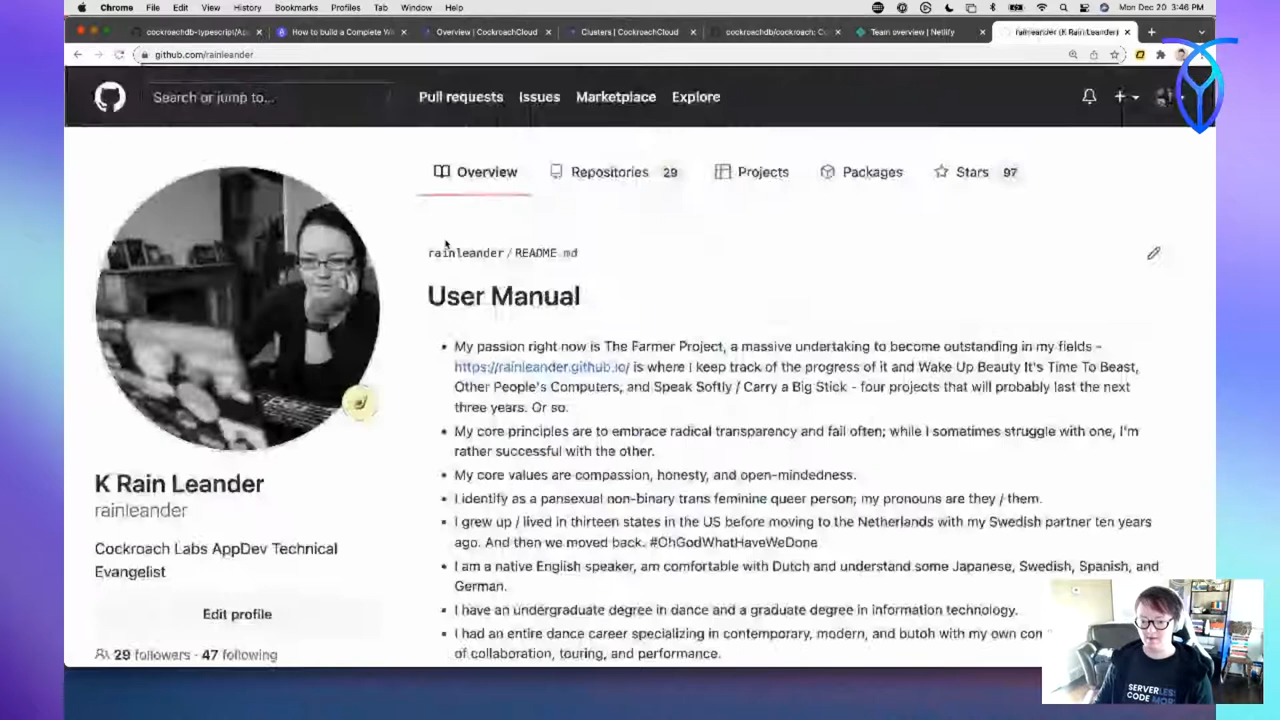 Chrome File Edit View History Bookmarks Profiles Tab Window Help Mon Dec 20 3:46 PM
cockroachdb-typescript/ How to build a Complete W Overview | CockroachCloud Clusters | CockroachCloud cockroachdb/cockroach: C Team overview | Netlify rainleander (K Rain Leander)
github.com/rainleander
Search or jump to... Pull requests Issues Marketplace Explore
Overview Repositories 29 Projects Packages Stars 97
rainleander / README.md
User Manual
• My passion right now is The Farmer Project, a massive undertaking to become outstanding in my fields -
https://rainleander.github.io/ is where I keep track of the progress of it and Wake Up Beauty It's Time To Beast,
Other People's Computers, and Speak Softly / Carry a Big Stick - four projects that will probably last the next
three years. Or so.
• My core principles are to embrace radical transparency and fail often; while I sometimes struggle with one, I'm
rather successful with the other.
• My core values are compassion, honesty, and open-mindedness.
• I identify as a pansexual non-binary trans feminine queer person; my pronouns are they / them.
• I grew up / lived in thirteen states in the US before moving to the Netherlands with my Swedish partner ten years
ago. And then we moved back. #OhGodWhatHaveWeDone
• I am a native English speaker, am comfortable with Dutch and understand some Japanese, Swedish, Spanish, and
German.
• I have an undergraduate degree in dance and a graduate degree in information technology.
• I had an entire dance career specializing in contemporary, modern, and butoh with my own com
of collaboration, touring, and performance.
K Rain Leander
rainleander
Cockroach Labs AppDev Technical
Evangelist
Edit profile
29 followers · 47 following
SERVERLESS
CODE MOR